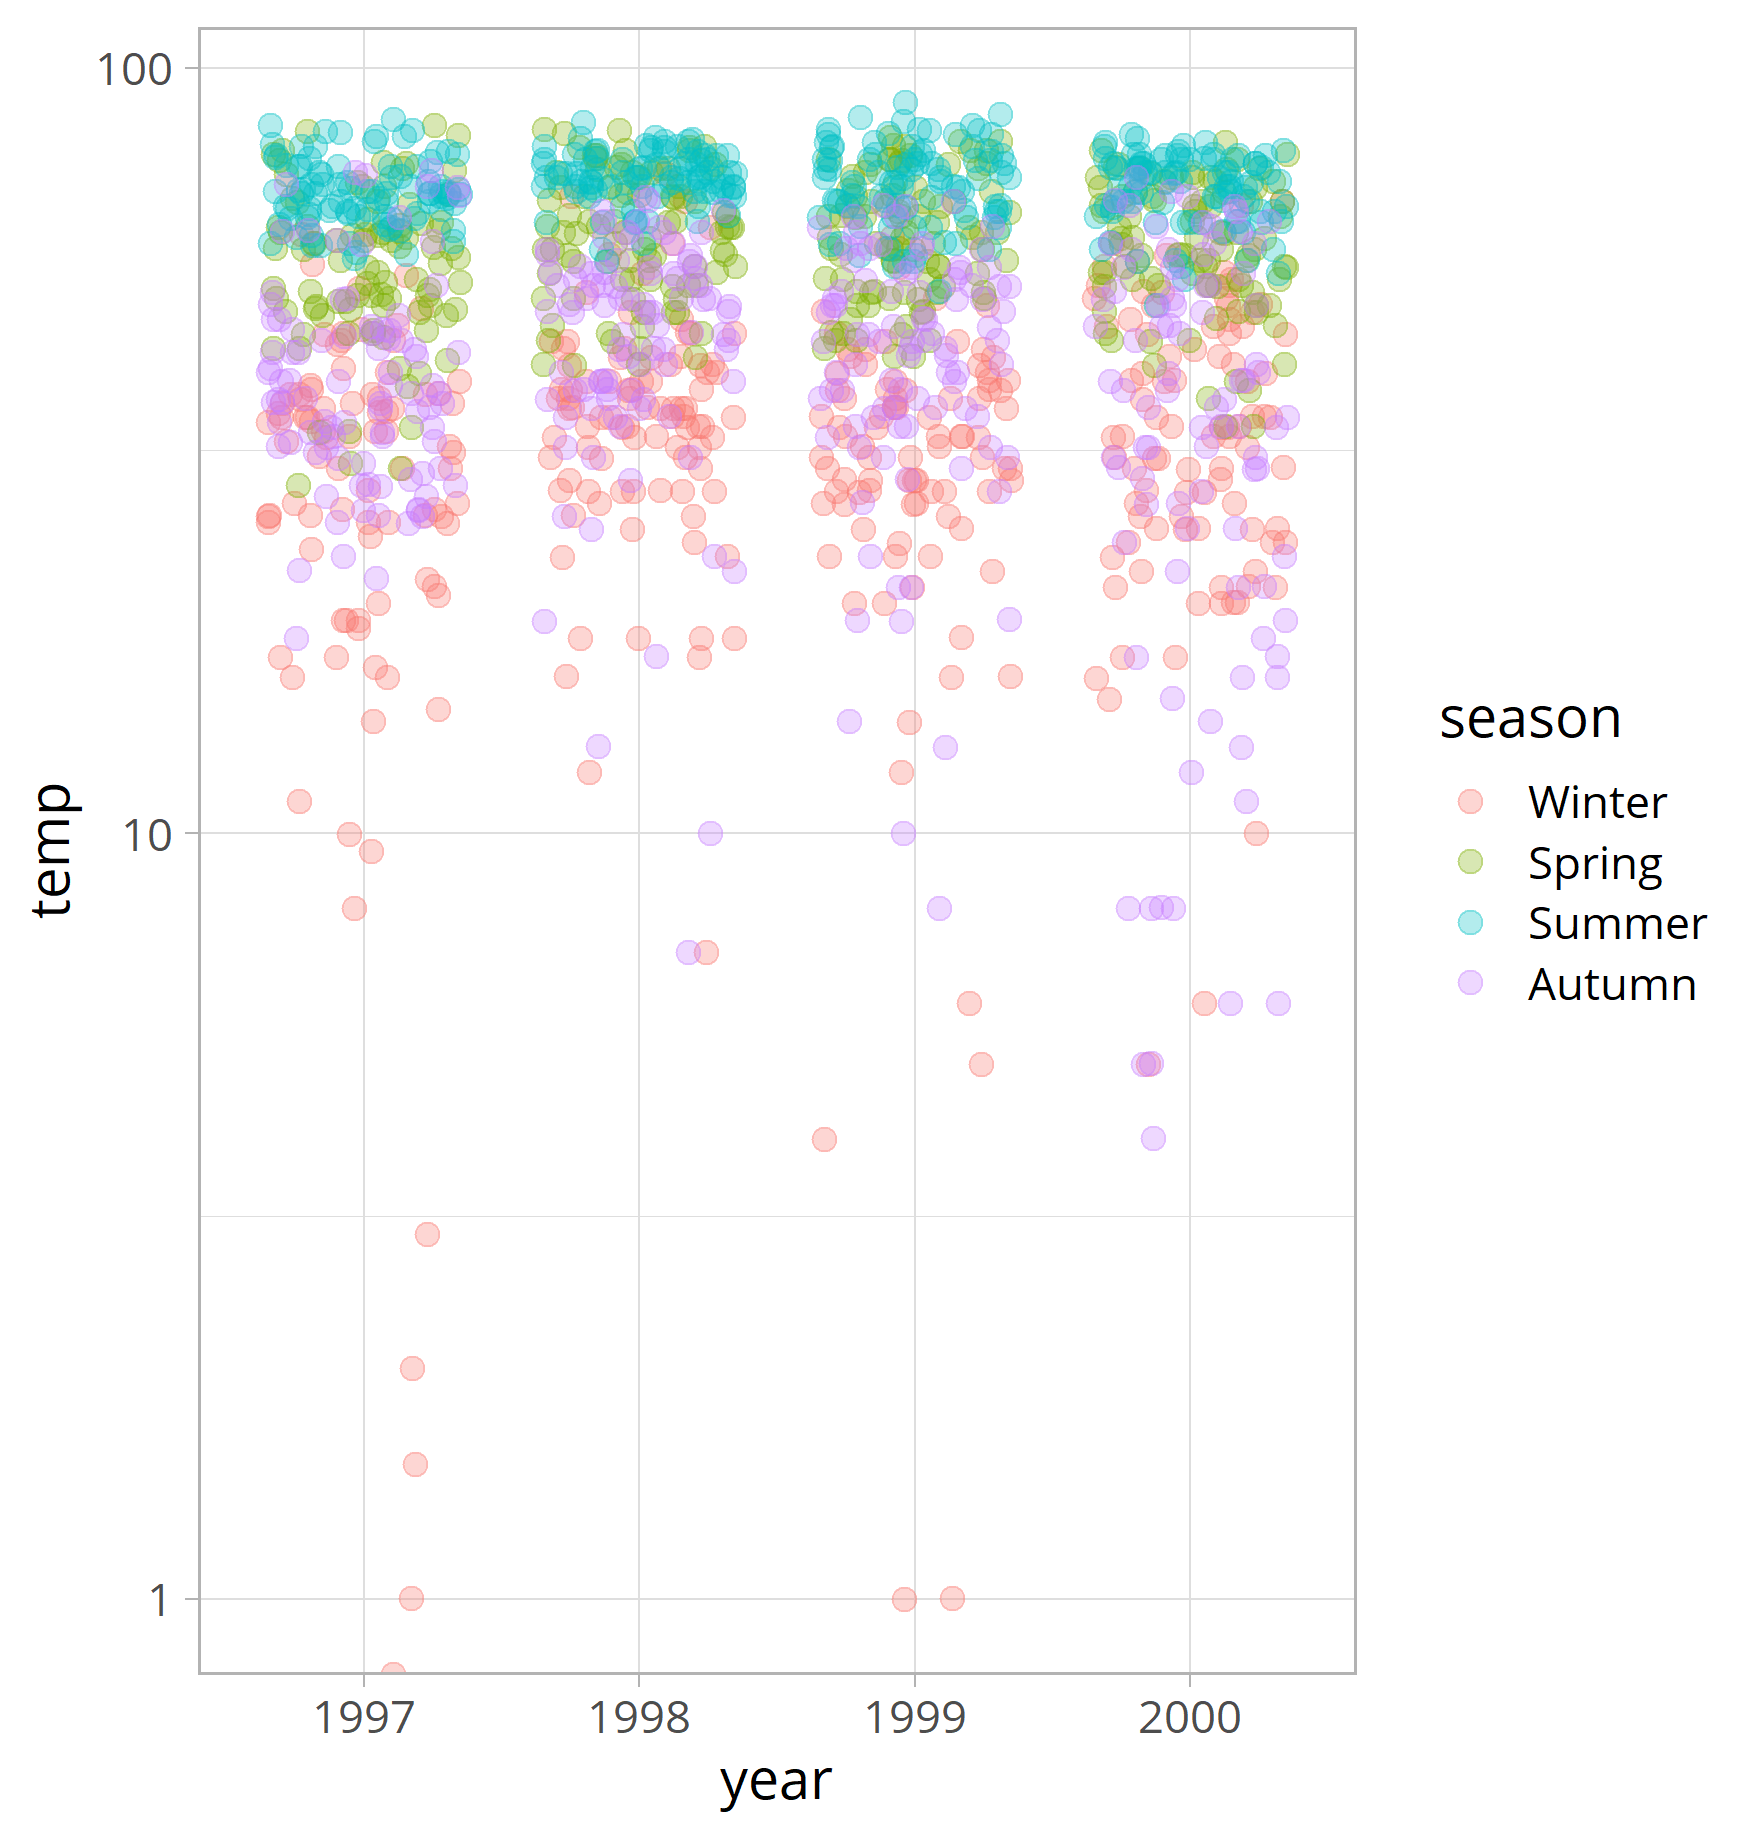 100
10
1
temp
1997
1998
1999
2000
year
season
Winter
Spring
Summer
Autumn